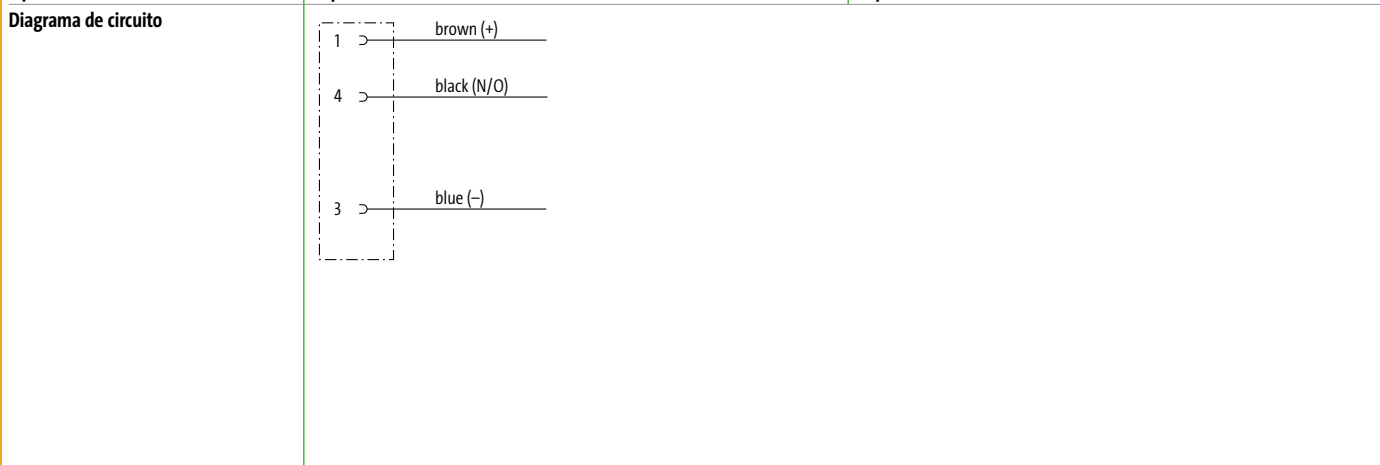 Diagrama de circuito
1 brown (+)
4 black (N/O)
3 blue (–)